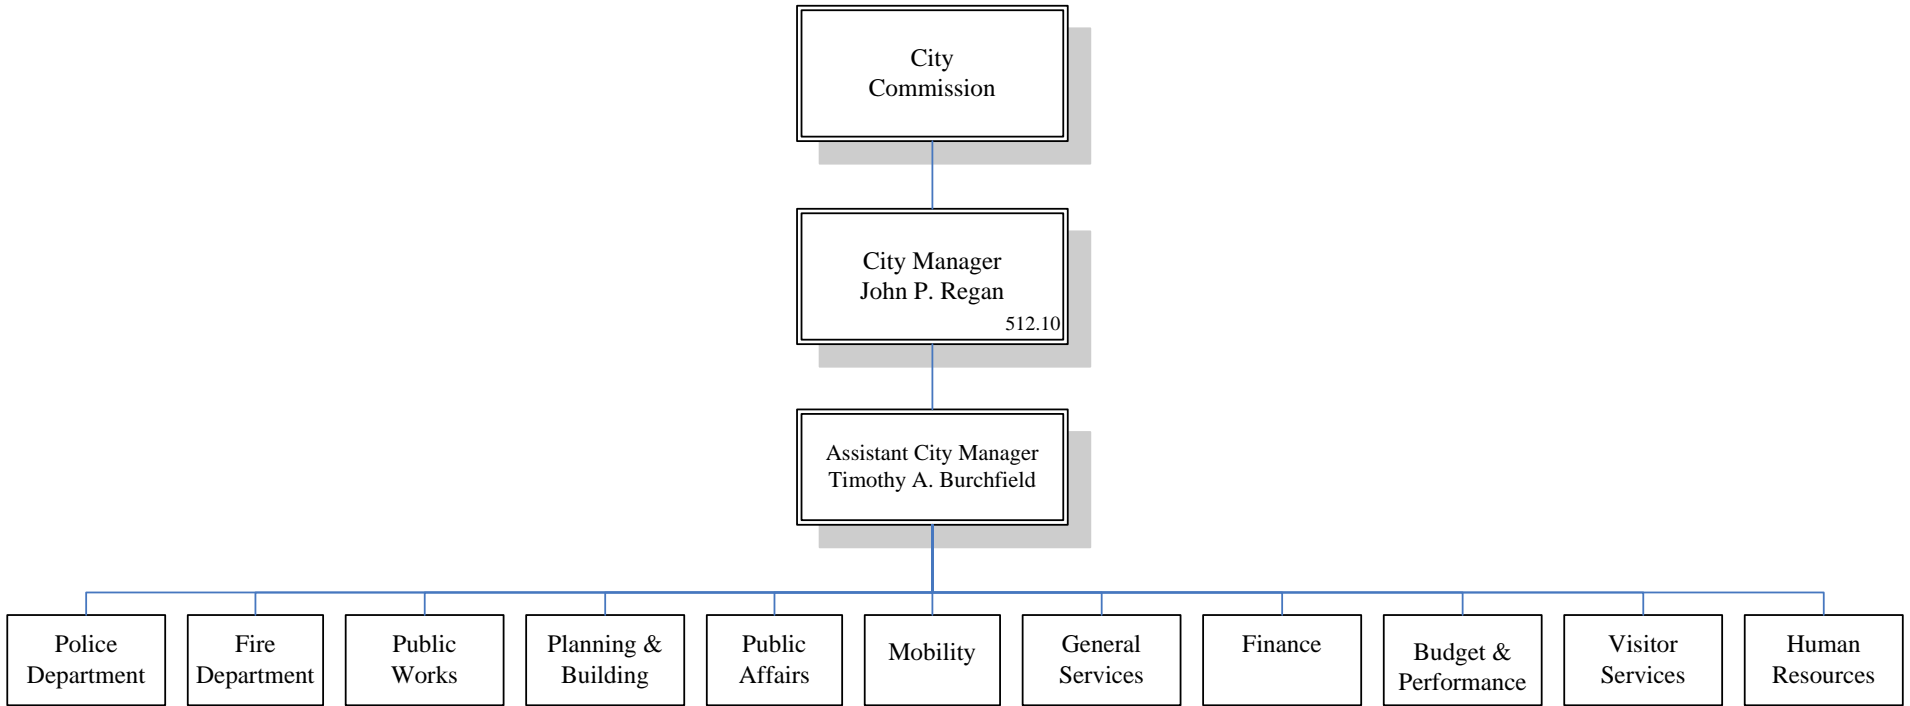 City
Commission
City Manager
John P. Regan
512.10
Assistant City Manager
Timothy A. Burchfield
Police
Department
Fire
Department
Public
Works
Planning &
Building
Public
Affairs
Mobility
General
Services
Finance
Budget &
Performance
Visitor
Services
Human
Resources